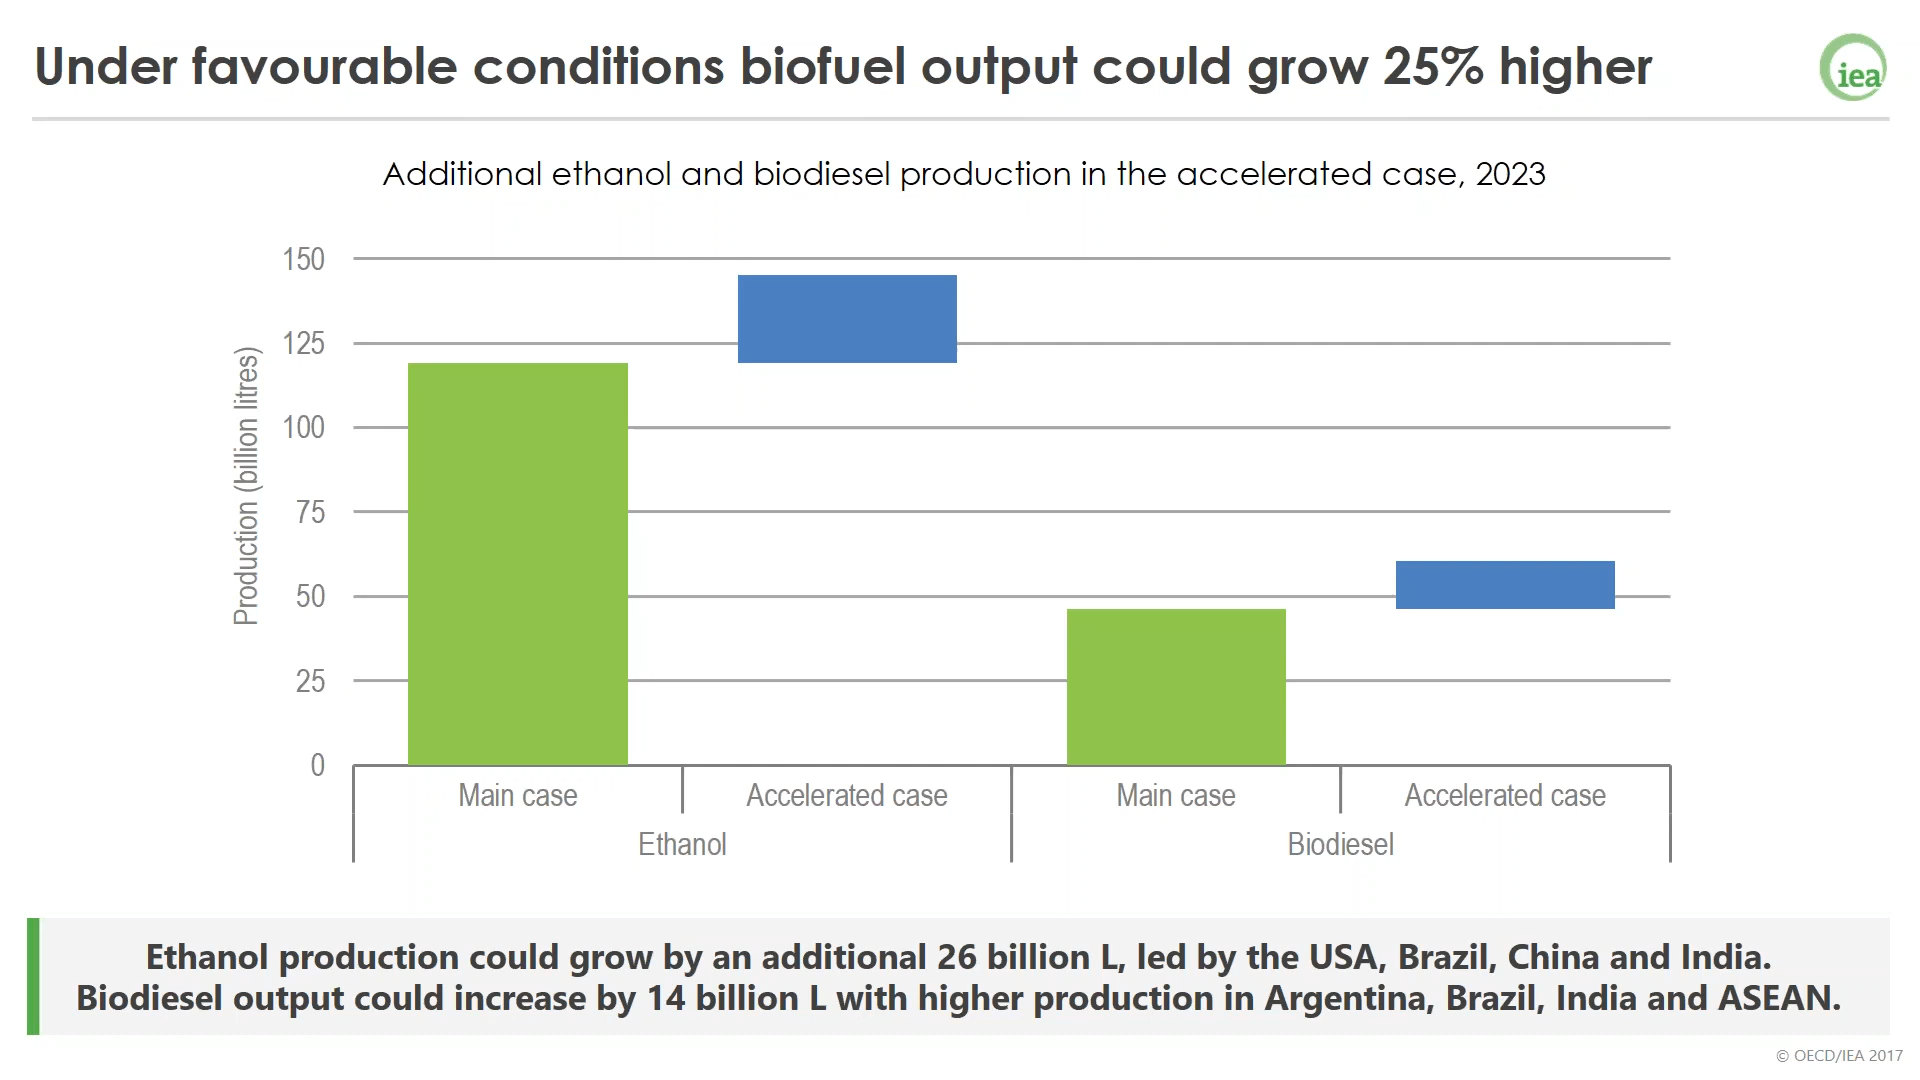 Under favourable conditions biofuel output could grow 25% higher
iea
Additional ethanol and biodiesel production in the accelerated case, 2023
Production (billion litres)
150
125
100
75
50
25
0
Main case
Accelerated case
Main case
Accelerated case
Ethanol
Biodiesel
Ethanol production could grow by an additional 26 billion L, led by the USA, Brazil, China and India.
Biodiesel output could increase by 14 billion L with higher production in Argentina, Brazil, India and ASEAN.
© OECD/IEA 2017